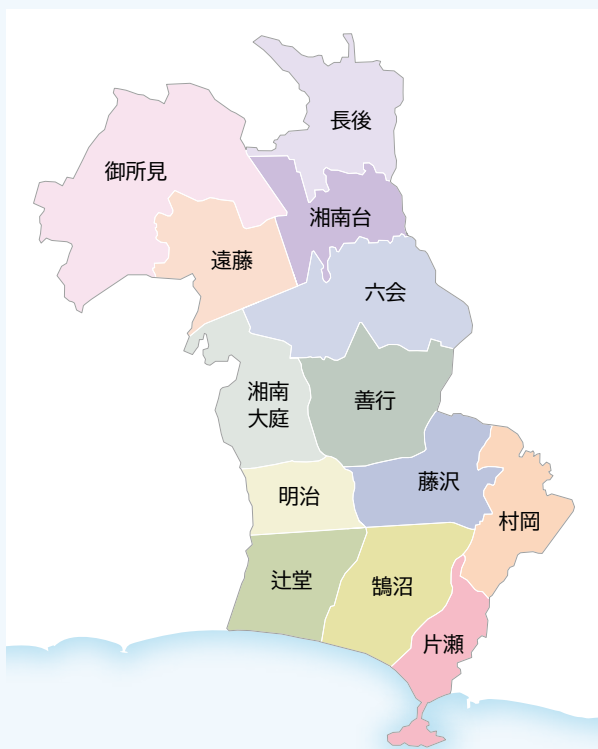 長後
御所見
湘南台
遠藤
六会
湘南
大庭
善行
藤沢
明治
村岡
辻堂
鵠沼
片瀬